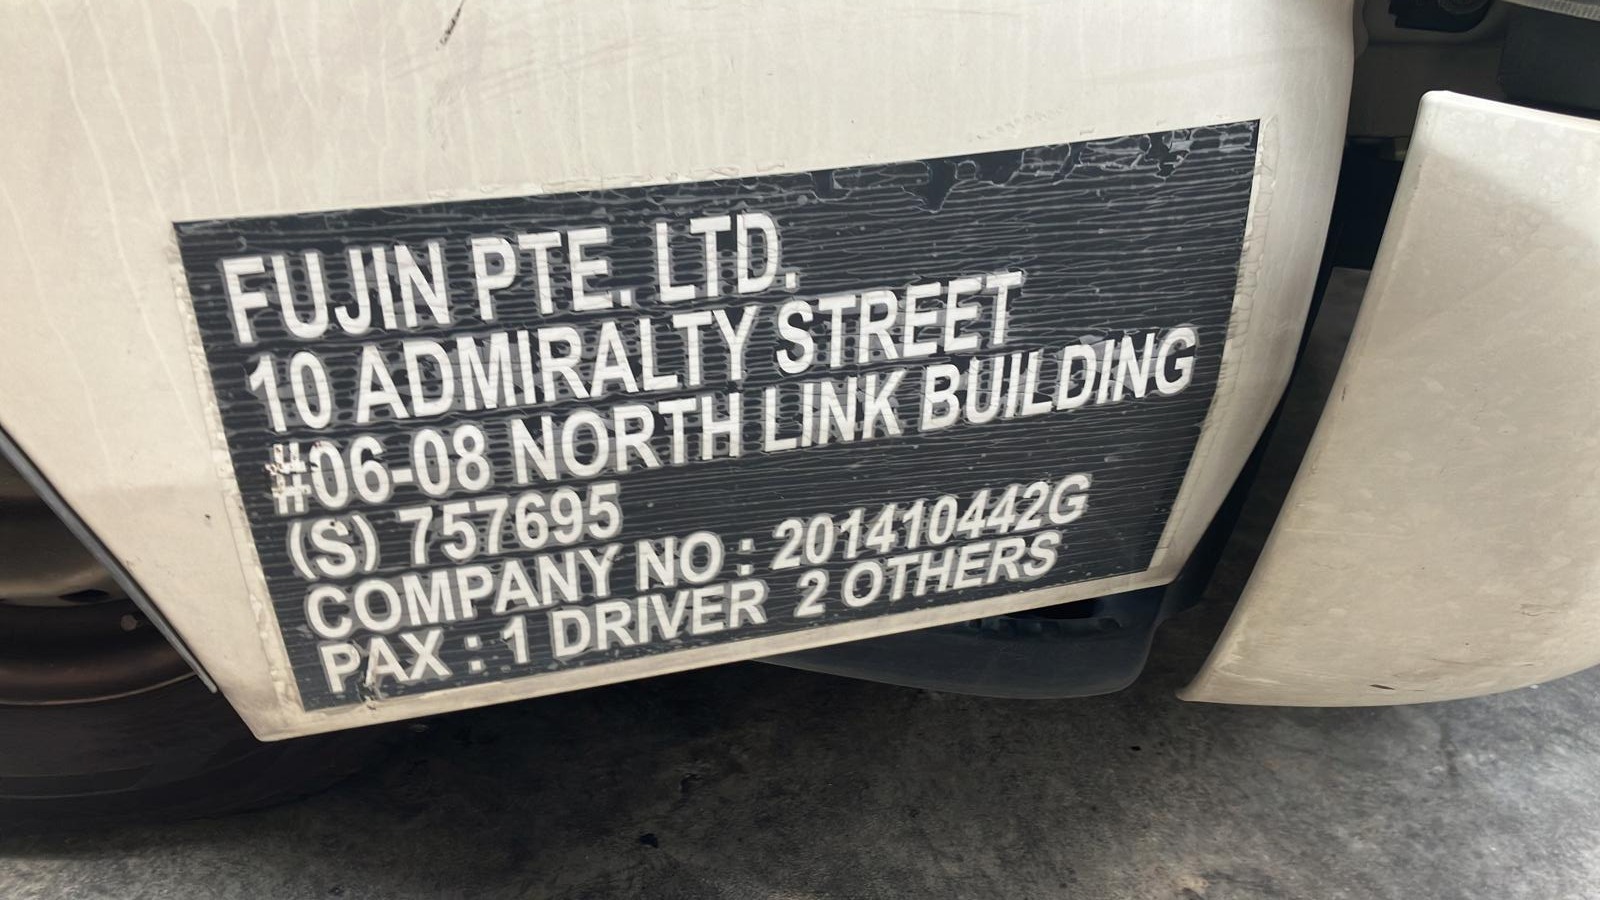 FUJIN PTE. LTD.
10 ADMIRALTY STREET
#06-08 NORTH LINK BUILDING
(S) 757695
COMPANY NO : 201410442G
PAX : 1 DRIVER 2 OTHERS